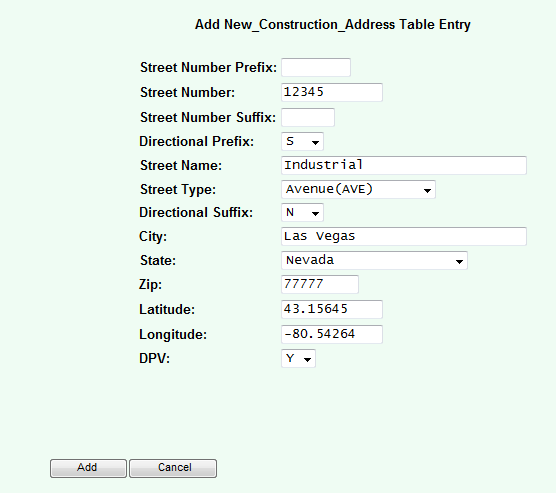 Add New_Construction_Address Table Entry
Street Number Prefix:
Street Number: 12345
Street Number Suffix:
Directional Prefix: S
Street Name: Industrial
Street Type: Avenue(AVE)
Directional Suffix: N
City: Las Vegas
State: Nevada
Zip: 77777
Latitude: 43.15645
Longitude: -80.54264
DPV: Y
Add Cancel